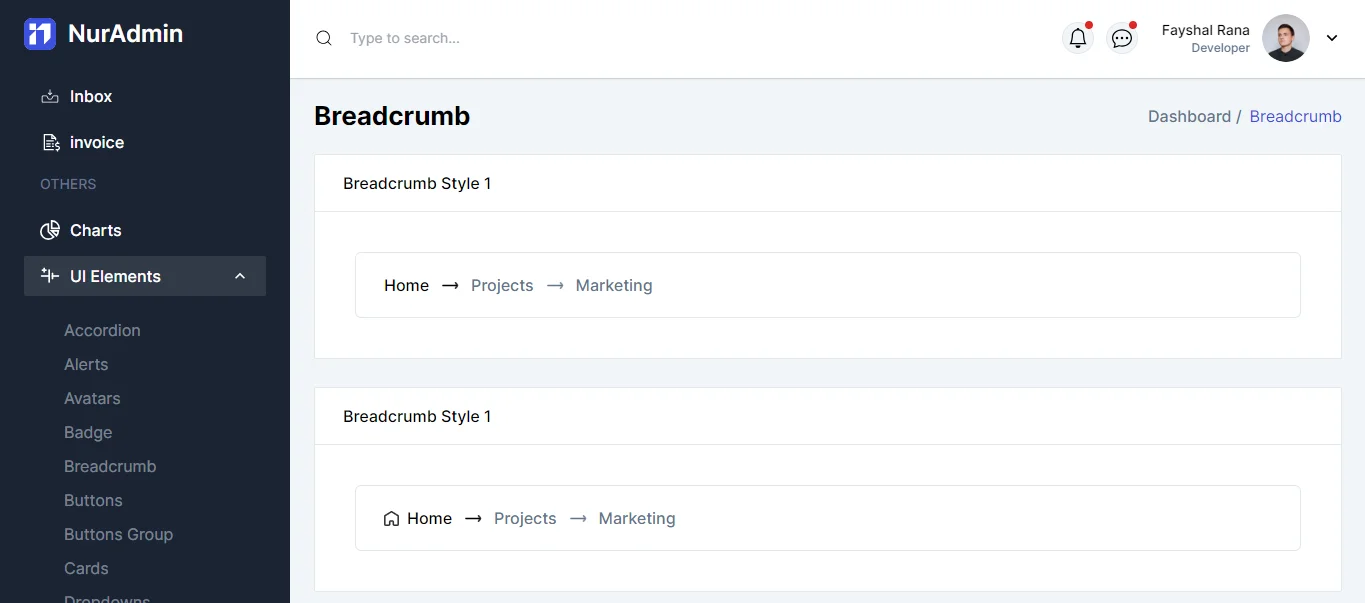 NurAdmin
Inbox
invoice
OTHERS
Charts
UI Elements
Accordion
Alerts
Avatars
Badge
Breadcrumb
Buttons
Buttons Group
Cards
Dropdowns
Type to search...
Fayshal Rana
Developer
Breadcrumb
Dashboard / Breadcrumb
Breadcrumb Style 1
Home → Projects → Marketing
Breadcrumb Style 1
Home → Projects → Marketing